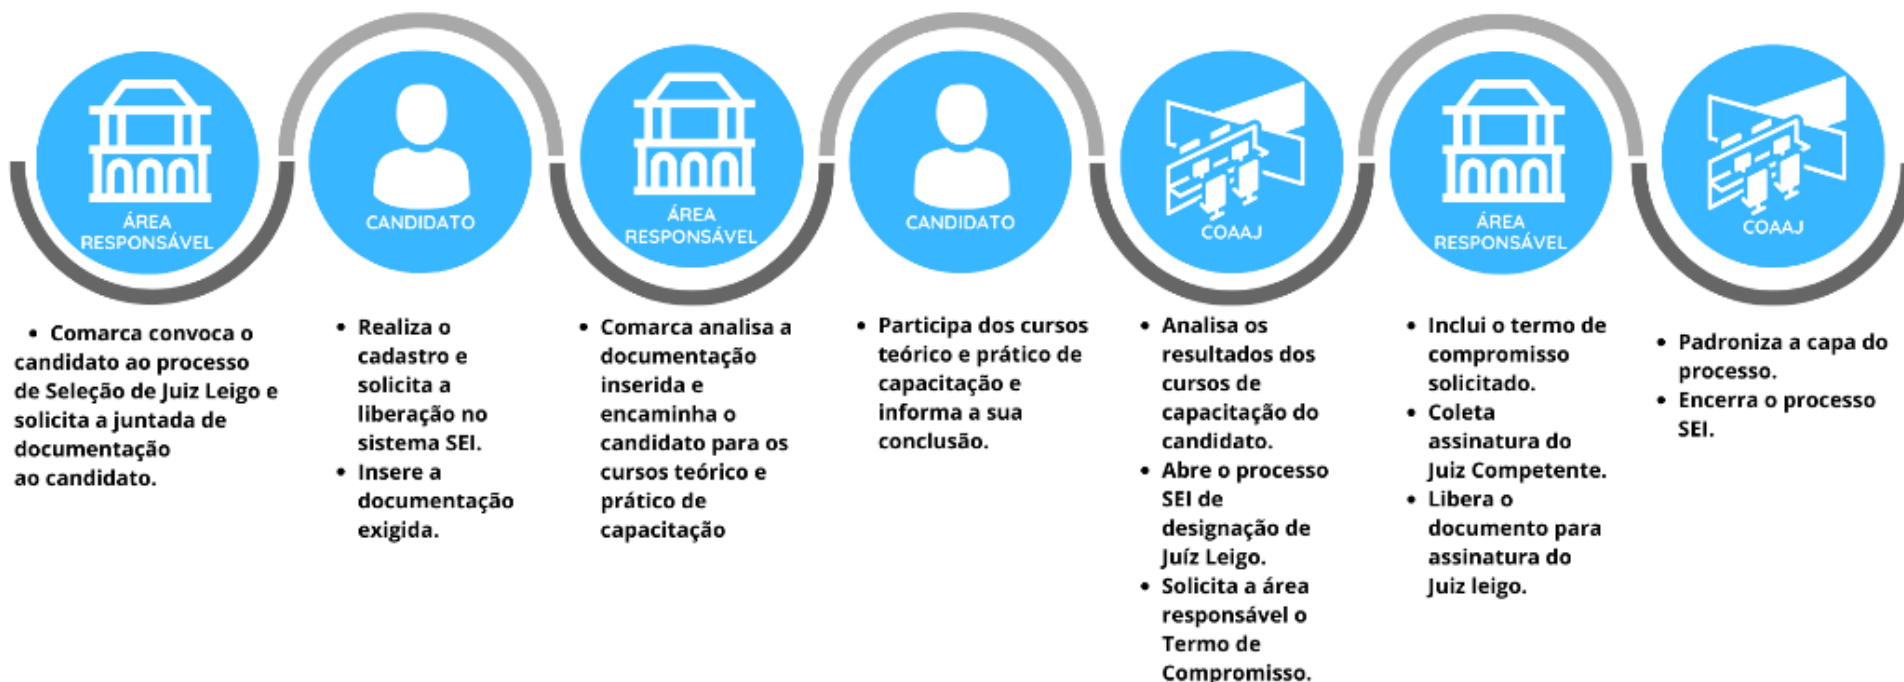 ÁREA
RESPONSÁVEL
• Comarca convoca o
candidato ao processo
de Seleção de Juiz Leigo e
solicita a juntada de
documentação
ao candidato.
CANDIDATO
• Realiza o
cadastro e
solicita a
liberação no
sistema SEI.
• Insere a
documentação
exigida.
ÁREA
RESPONSÁVEL
• Comarca analisa a
documentação
inserida e
encaminha o
candidato para os
cursos teórico e
prático de
capacitação
CANDIDATO
• Participa dos cursos
teórico e prático de
capacitação e
informa a sua
conclusão.
COAAJ
• Analisa os
resultados dos
cursos de
capacitação do
candidato.
• Abre o processo
SEI de
designação de
Juíz Leigo.
• Solicita a área
responsável o
Termo de
Compromisso.
ÁREA
RESPONSÁVEL
• Inclui o termo de
compromisso
solicitado.
• Coleta
assinatura do
Juiz Competente.
• Libera o
documento para
assinatura do
Juiz leigo.
COAAJ
• Padroniza a capa do
processo.
• Encerra o processo
SEI.